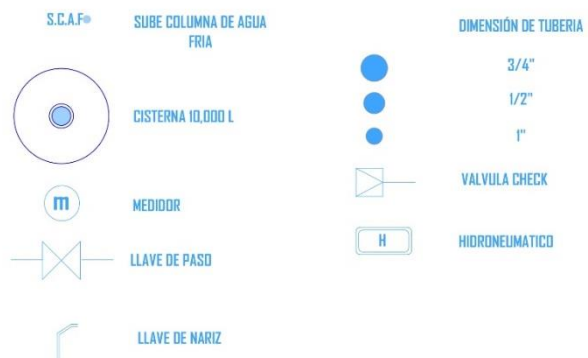 S.C.A.F
SUBE COLUMNA DE AGUA
FRIA
CISTERNA 10,000 L
m
MEDIDOR
LLAVE DE PASO
LLAVE DE NARIZ
DIMENSIÓN DE TUBERIA
3/4"
1/2"
1"
VALVULA CHECK
H
HIDRONEUMATICO